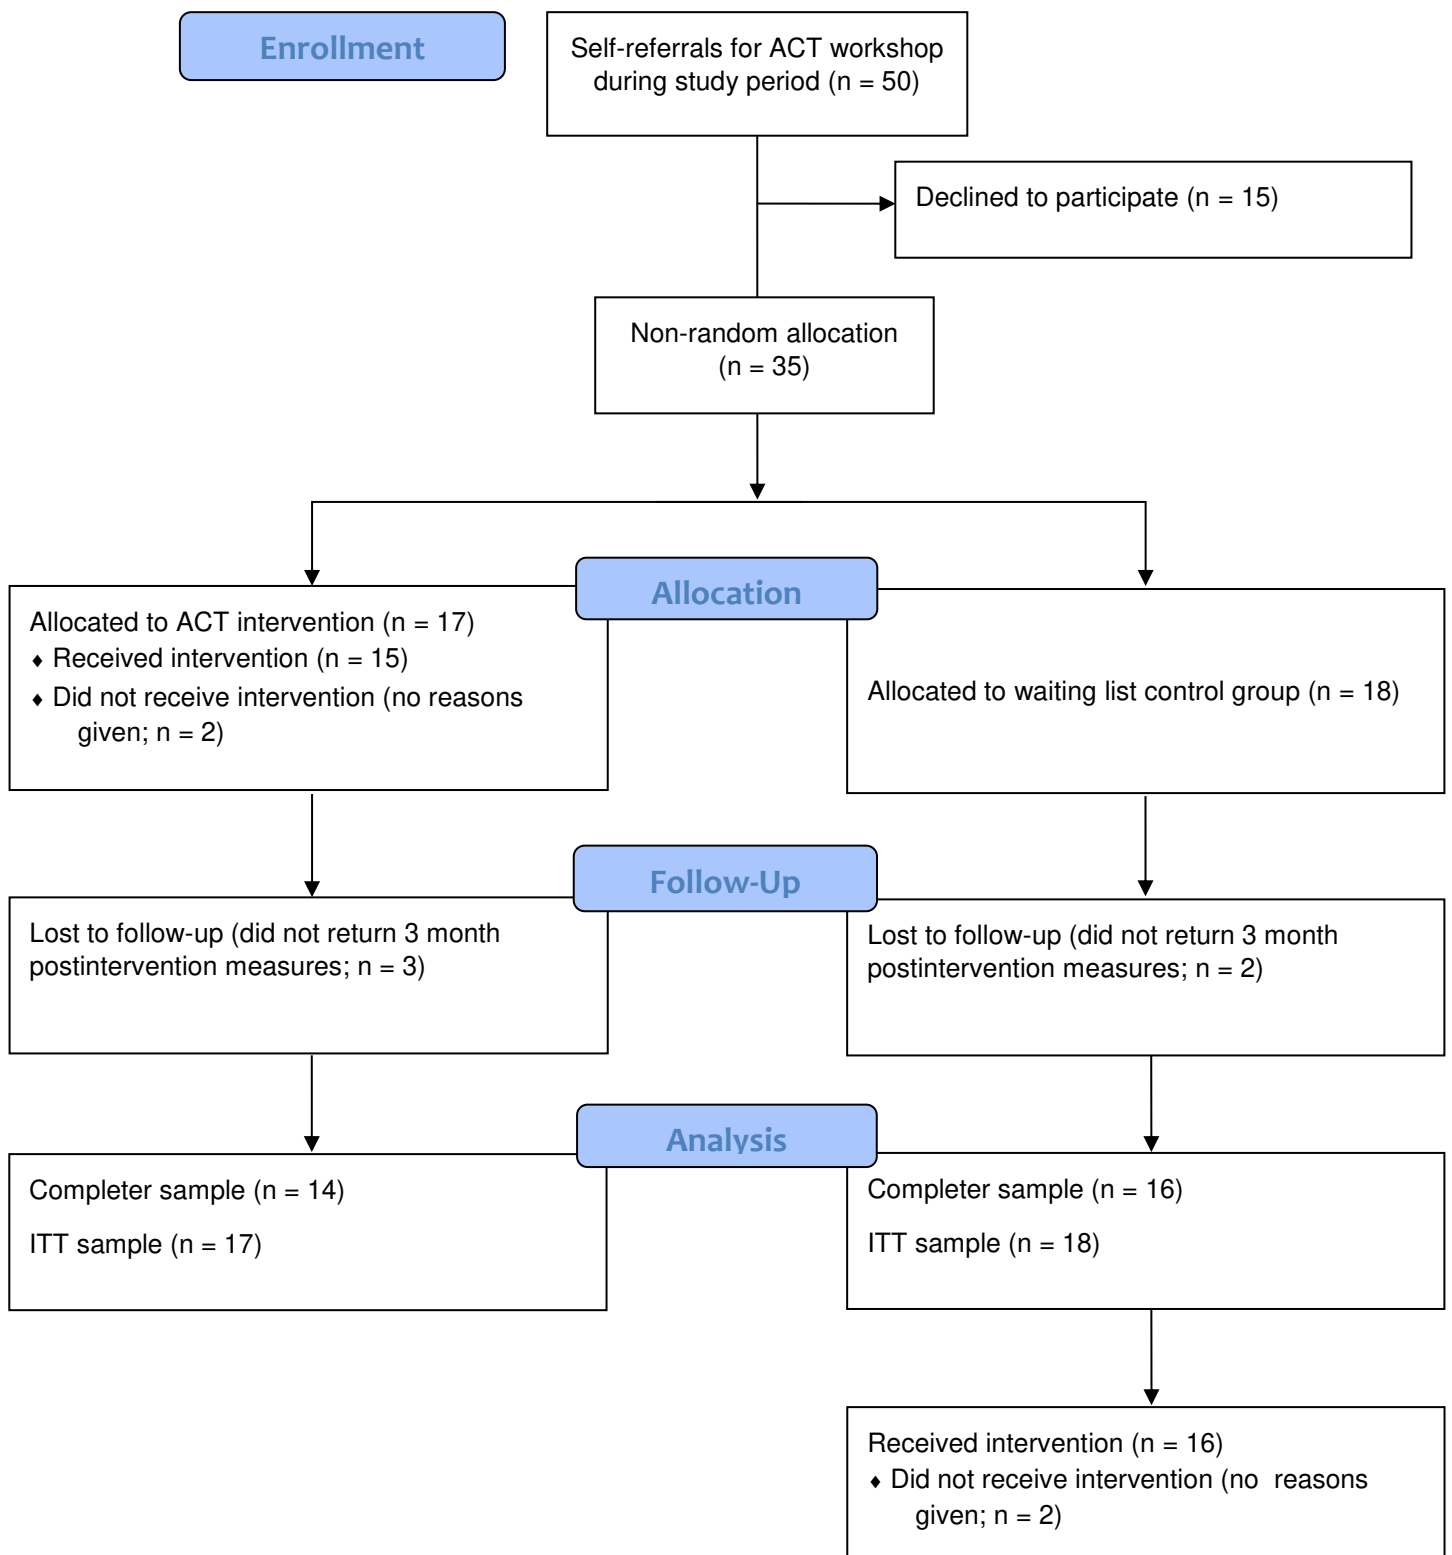 Enrollment
Self-referrals for ACT workshop
during study period (n = 50)
Declined to participate (n = 15)
Non-random allocation
(n = 35)
Allocation
Allocated to ACT intervention (n = 17)
♦ Received intervention (n = 15)
♦ Did not receive intervention (no reasons
given; n = 2)
Allocated to waiting list control group (n = 18)
Follow-Up
Lost to follow-up (did not return 3 month
postintervention measures; n = 3)
Lost to follow-up (did not return 3 month
postintervention measures; n = 2)
Analysis
Completer sample (n = 14)
ITT sample (n = 17)
Completer sample (n = 16)
ITT sample (n = 18)
Received intervention (n = 16)
♦ Did not receive intervention (no  reasons
given; n = 2)